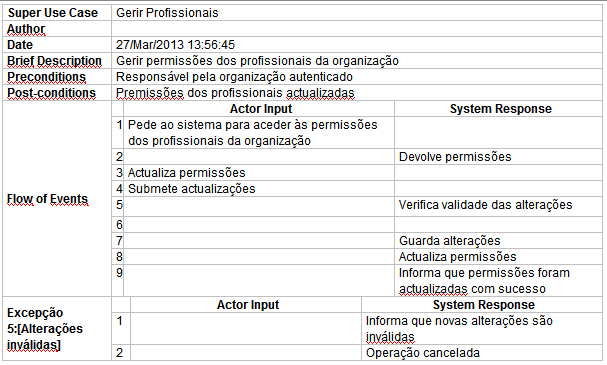 Super Use Case Gerir Profissionais
Author
Date 27/Mar/2013 13:56:45
Brief Description Gerir permissões dos profissionais da organização
Preconditions Responsável pela organização autenticado
Post-conditions Premissões dos profissionais actualizadas
Flow of Events
Actor Input System Response
1 Pede ao sistema para aceder às permissões
dos profissionais da organização
2 Devolve permissões
3 Actualiza permissões
4 Submete actualizações
5 Verifica validade das alterações
6
7 Guarda alterações
8 Actualiza permissões
9 Informa que permissões foram
actualizadas com sucesso
Excepção
5:[Alterações
inválidas]
Actor Input System Response
1 Informa que novas alterações são
inválidas
2 Operação cancelada